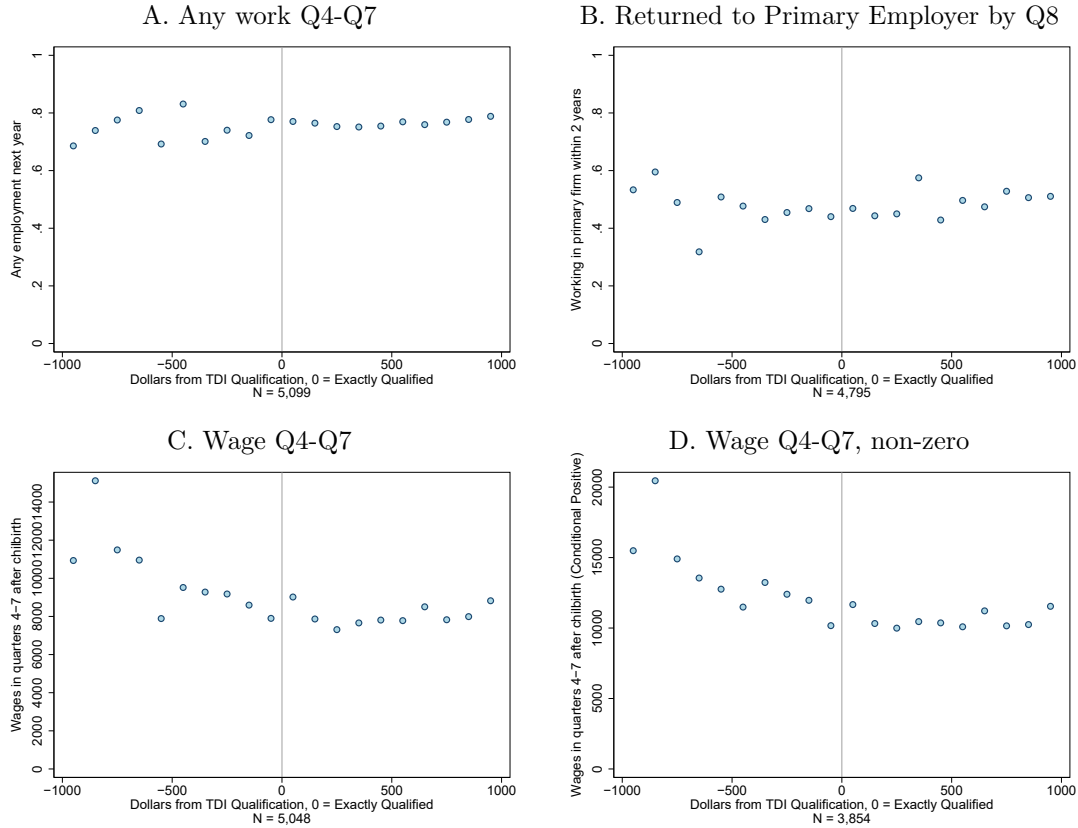 A. Any work Q4-Q7
Any employment next year
0 .2 .4 .6 .8 1
−1000 −500 0 500 1000
Dollars from TDI Qualification, 0 = Exactly Qualified
N = 5,099
B. Returned to Primary Employer by Q8
Working in primary firm within 2 years
0 .2 .4 .6 .8 1
−1000 −500 0 500 1000
Dollars from TDI Qualification, 0 = Exactly Qualified
N = 4,795
C. Wage Q4-Q7
Wages in quarters 4−7 after chilbirth
0 2000 4000 6000 8000 10000 12000 14000
−1000 −500 0 500 1000
Dollars from TDI Qualification, 0 = Exactly Qualified
N = 5,048
D. Wage Q4-Q7, non-zero
Wages in quarters 4−7 after chilbirth (Conditional Positive)
0 5000 10000 15000 20000
−1000 −500 0 500 1000
Dollars from TDI Qualification, 0 = Exactly Qualified
N = 3,854